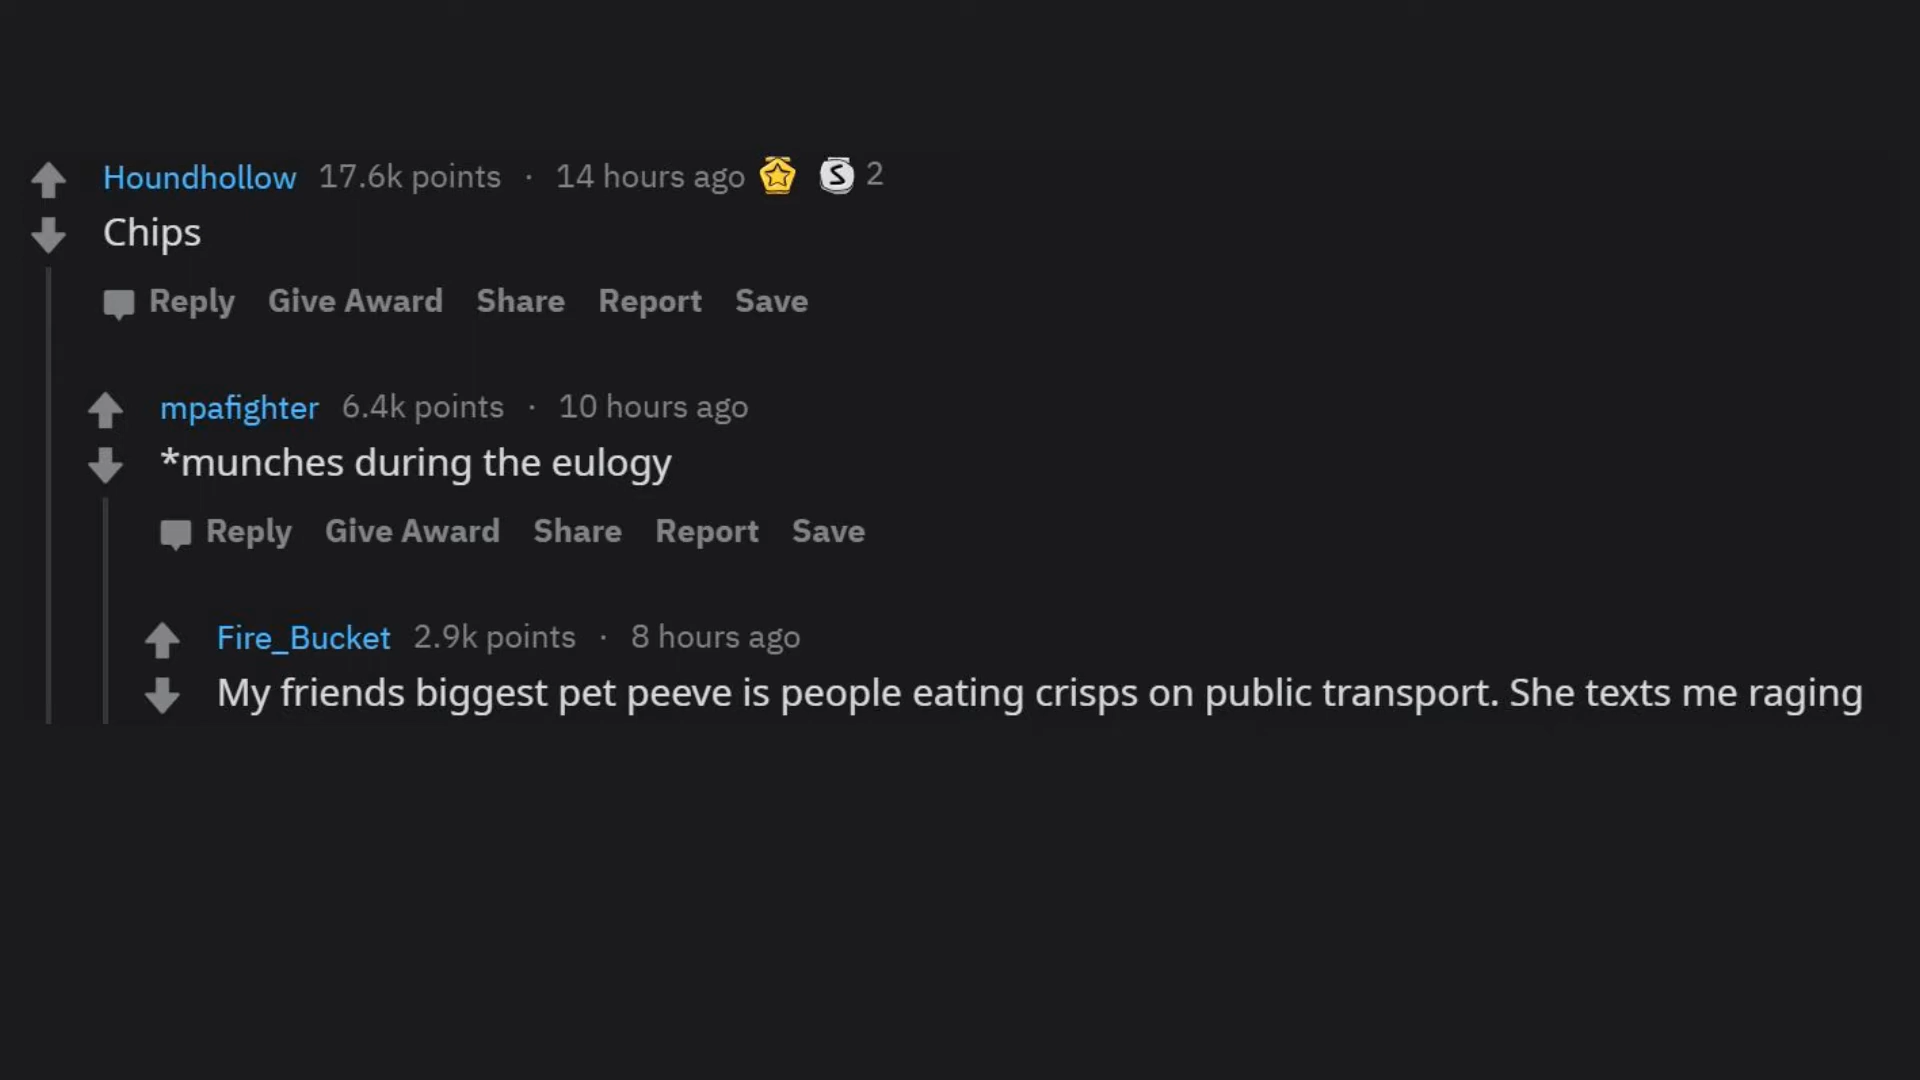 Houndhollow 17.6k points · 14 hours ago S 2
Chips
Reply Give Award Share Report Save
mpafighter 6.4k points · 10 hours ago
*munches during the eulogy
Reply Give Award Share Report Save
Fire_Bucket 2.9k points · 8 hours ago
My friends biggest pet peeve is people eating crisps on public transport. She texts me raging